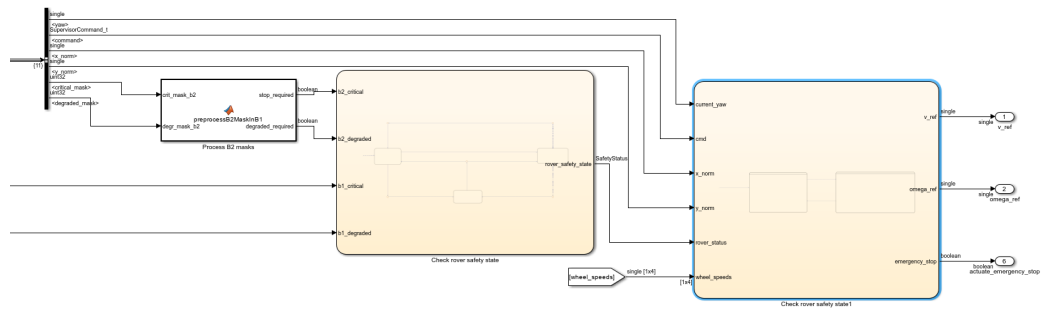 single
<yaw>
SupervisorCommand_t
<command>
single
<x_norm>
single
[11]
<y_norm>
uint32
<critical_mask>
uint32
<degraded_mask>
crit_mask_b2
stop_required
boolean
preprocessB2MaskInB1
degr_mask_b2
degraded_required
boolean
Process B2 masks
b2_critical
b2_degraded
rover_safety_state
SafetyStatus
b1_critical
b1_degraded
Check rover safety state
[wheel_speeds]
single [1x4]
[1x4]
current_yaw
cmd
x_norm
y_norm
rover_status
wheel_speeds
v_ref
omega_ref
emergency_stop
Check rover safety state1
single
single
1
v_ref
single
single
2
omega_ref
boolean
boolean
6
actuate_emergency_stop